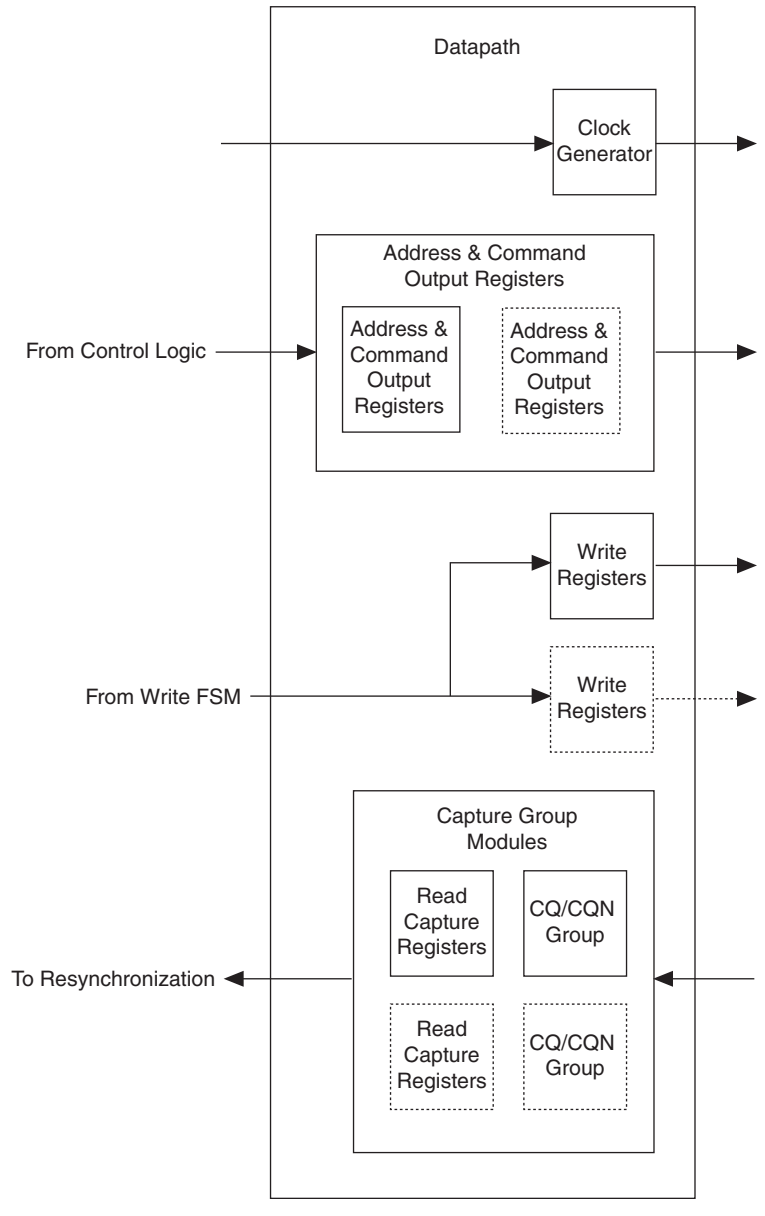 Datapath
Clock
Generator
Address & Command
Output Registers
From Control Logic
Address &
Command
Output
Registers
Address &
Command
Output
Registers
Write
Registers
From Write FSM
Write
Registers
Capture Group
Modules
Read
Capture
Registers
CQ/CQN
Group
To Resynchronization
Read
Capture
Registers
CQ/CQN
Group